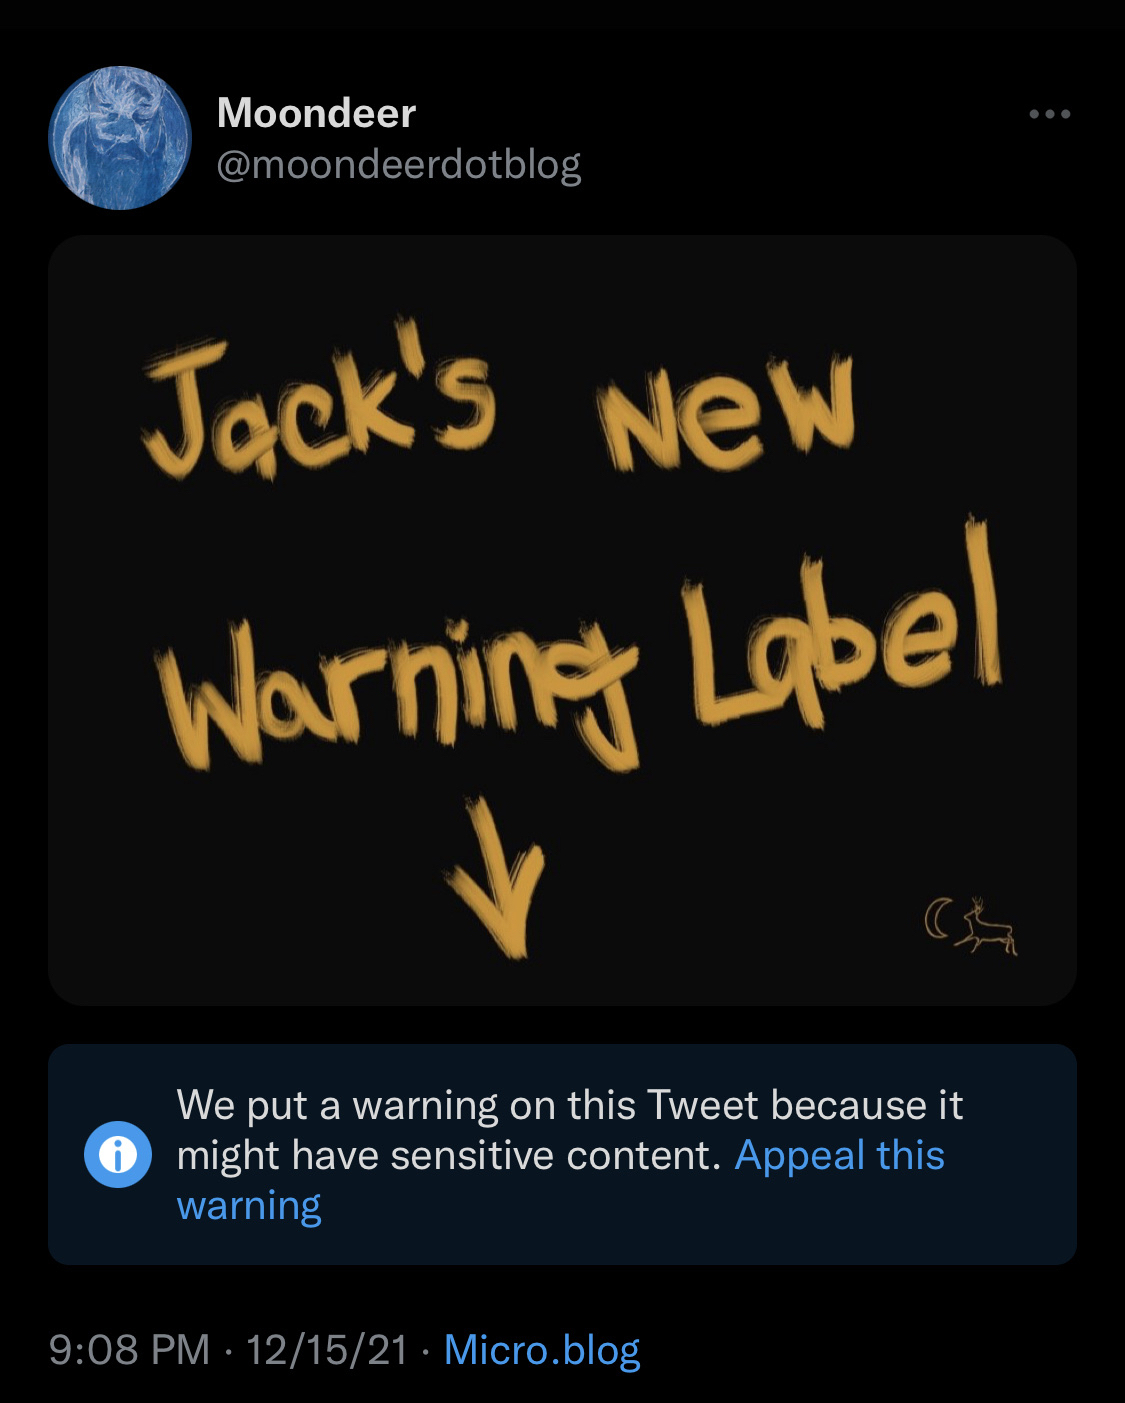 Moondeer
@moondeerdotblog
Jack's New
Warning Label
We put a warning on this Tweet because it
might have sensitive content. Appeal this
warning
9:08 PM · 12/15/21 · Micro.blog